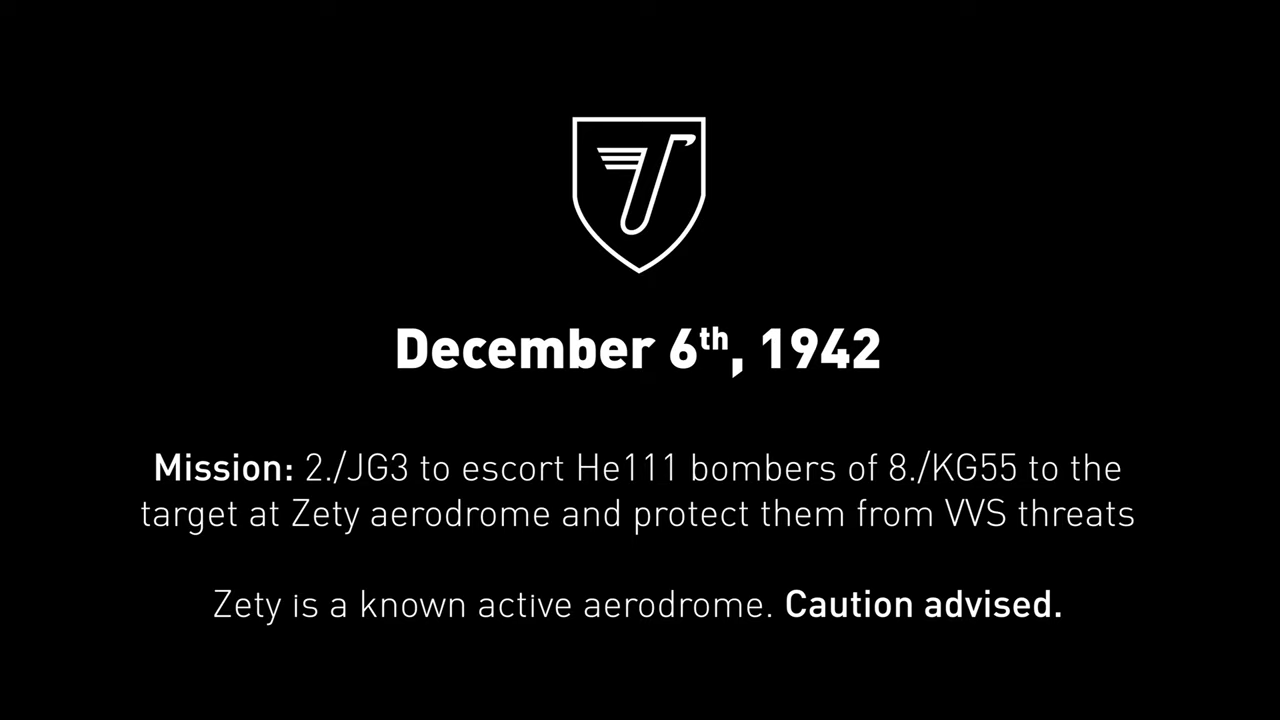 December 6th, 1942
Mission: 2./JG3 to escort He111 bombers of 8./KG55 to the
target at Zety aerodrome and protect them from VVS threats
Zety is a known active aerodrome. Caution advised.